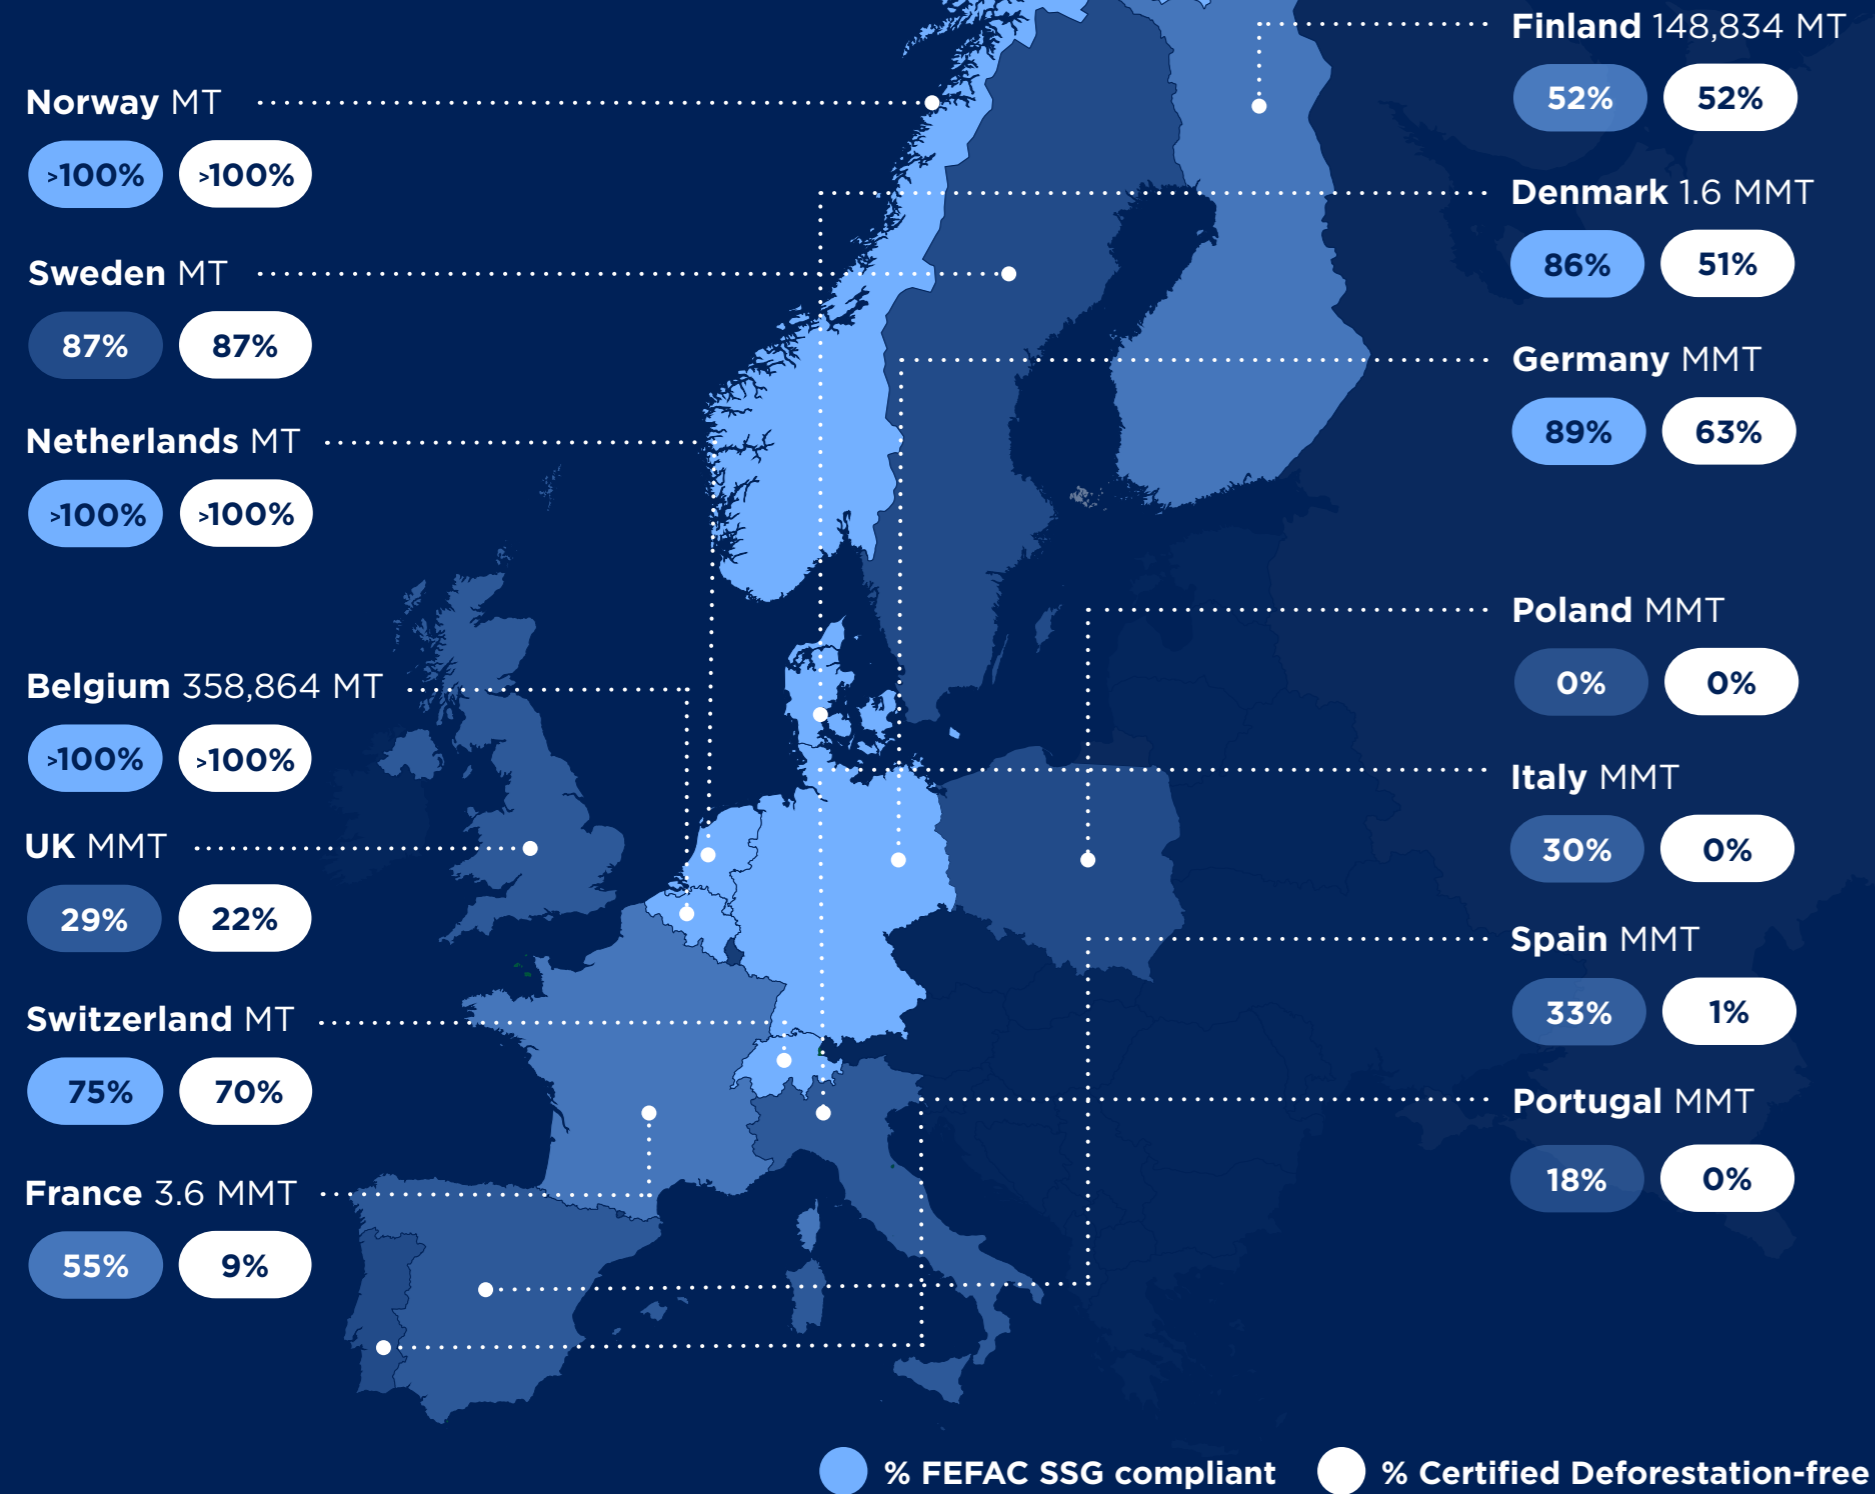 Norway MT
>100% >100%
Sweden MT
87% 87%
Netherlands MT
>100% >100%
Belgium 358,864 MT
>100% >100%
UK MMT
29% 22%
Switzerland MT
75% 70%
France 3.6 MMT
55% 9%
Finland 148,834 MT
52% 52%
Denmark 1.6 MMT
86% 51%
Germany MMT
89% 63%
Poland MMT
0% 0%
Italy MMT
30% 0%
Spain MMT
33% 1%
Portugal MMT
18% 0%
% FEFAC SSG compliant % Certified Deforestation-free